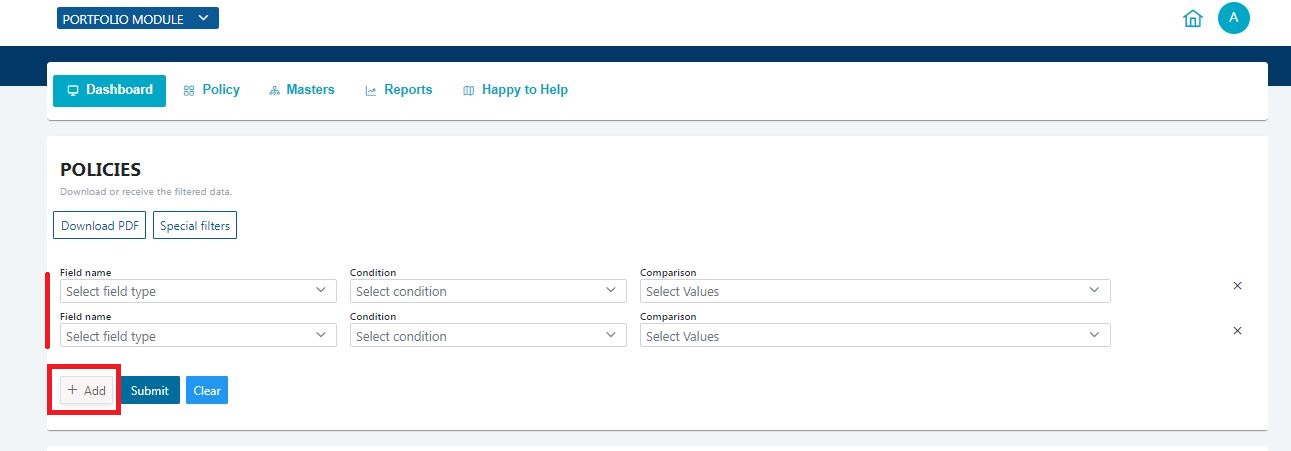 PORTFOLIO MODULE
A
Dashboard Policy Masters Reports Happy to Help
POLICIES
Download or receive the filtered data.
Download PDF Special filters
Field name Condition Comparison
Select field type Select condition Select Values
Field name Condition Comparison
Select field type Select condition Select Values
+ Add Submit Clear